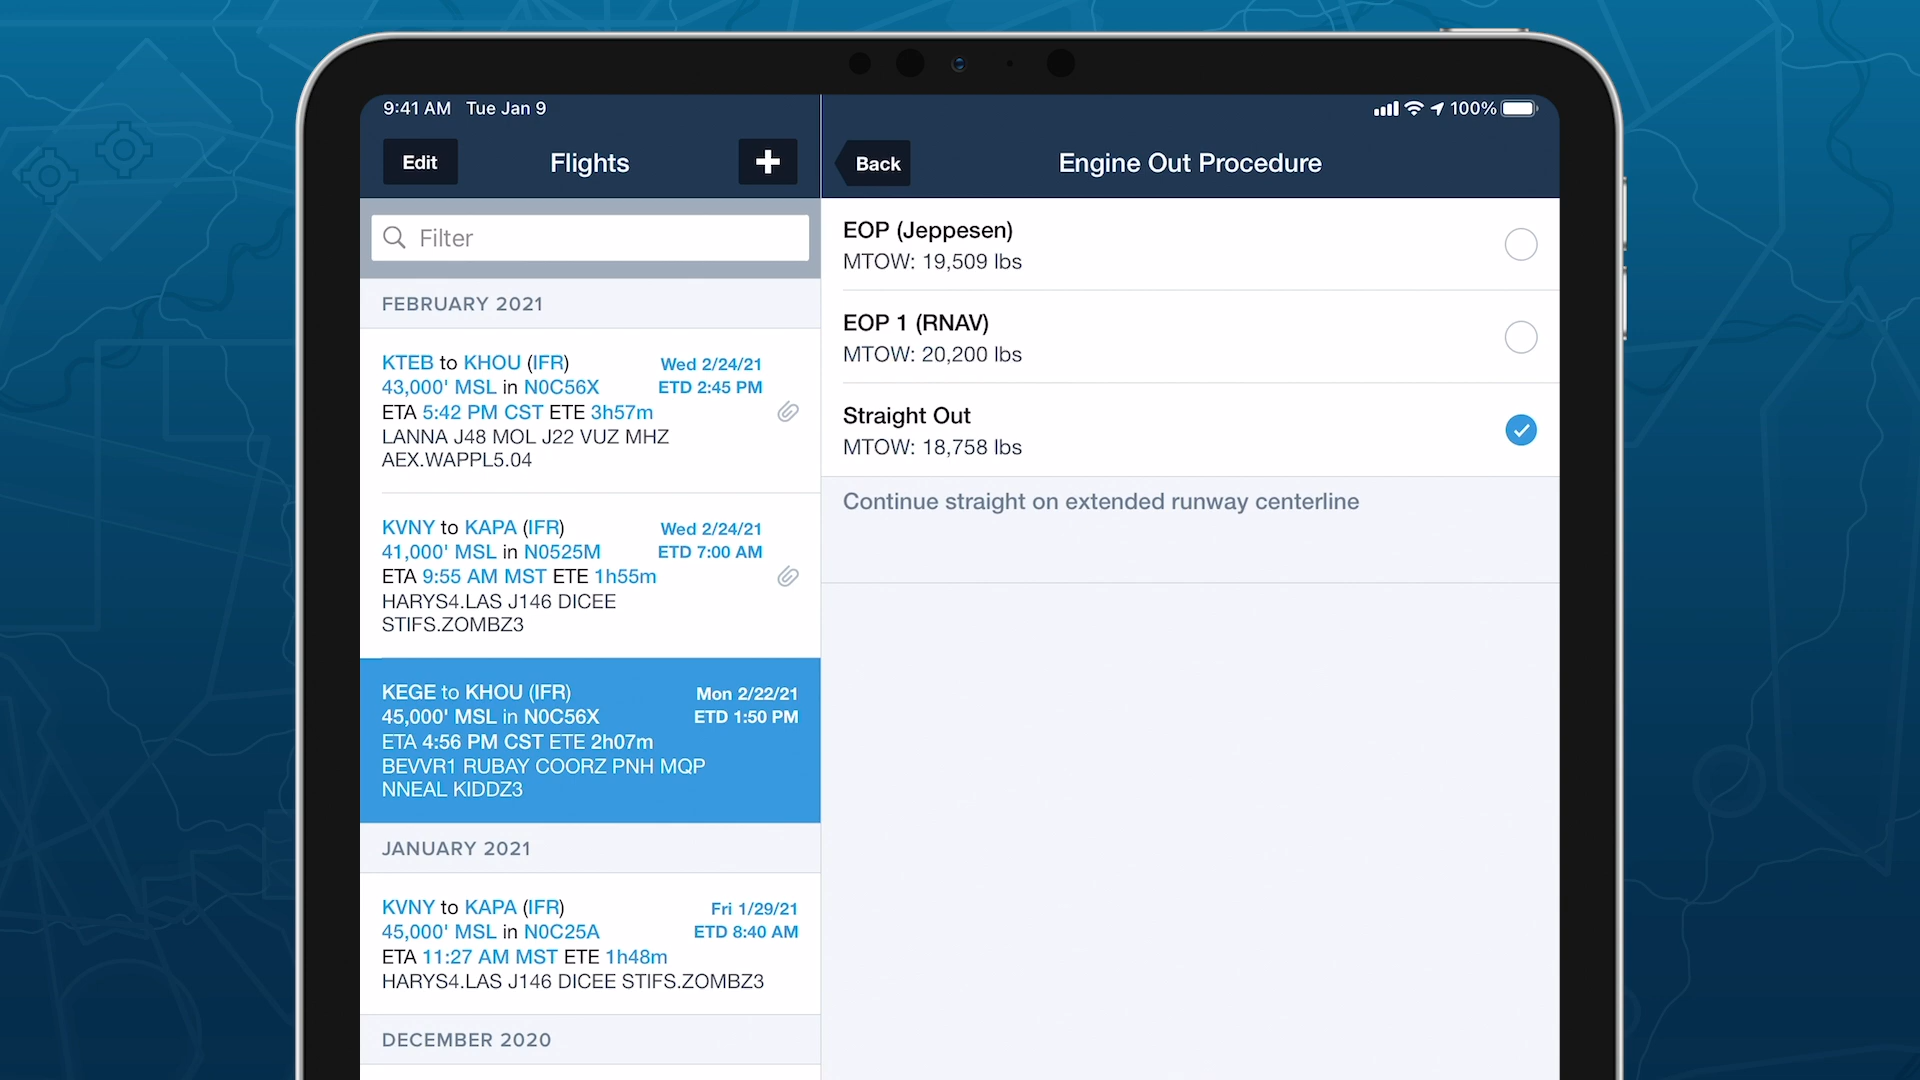 9:41 AM Tue Jan 9
100%
Edit
Flights
Filter
FEBRUARY 2021
KTEB to KHOU (IFR)
Wed 2/24/21
43,000' MSL in N0C56X
ETD 2:45 PM
ETA 5:42 PM CST ETE 3h57m
LANNA J48 MOL J22 VUZ MHZ
AEX.WAPPL5.04
KVNY to KAPA (IFR)
Wed 2/24/21
41,000' MSL in N0525M
ETD 7:00 AM
ETA 9:55 AM MST ETE 1h55m
HARYS4.LAS J146 DICEE
STIFS.ZOMBZ3
KEGE to KHOU (IFR)
Mon 2/22/21
45,000' MSL in N0C56X
ETD 1:50 PM
ETA 4:56 PM CST ETE 2h07m
BEVVR1 RUBAY COORZ PNH MQP
NNEAL KIDDZ3
JANUARY 2021
KVNY to KAPA (IFR)
Fri 1/29/21
45,000' MSL in N0C25A
ETD 8:40 AM
ETA 11:27 AM MST ETE 1h48m
HARYS4.LAS J146 DICEE STIFS.ZOMBZ3
DECEMBER 2020
Back
Engine Out Procedure
EOP (Jeppesen)
MTOW: 19,509 lbs
EOP 1 (RNAV)
MTOW: 20,200 lbs
Straight Out
MTOW: 18,758 lbs
Continue straight on extended runway centerline